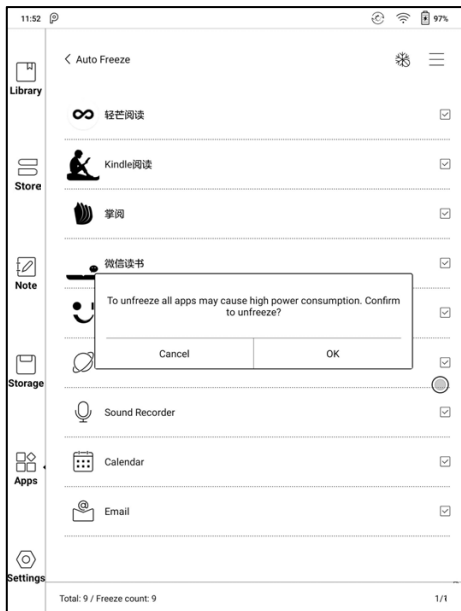 11:52
97%
Auto Freeze
Library
轻芒阅读
Kindle阅读
Store
掌阅
微信读书
Note
To unfreeze all apps may cause high power consumption. Confirm
to unfreeze?
Cancel
OK
Storage
Sound Recorder
Apps
Calendar
Email
Settings
Total: 9 / Freeze count: 9
1/1